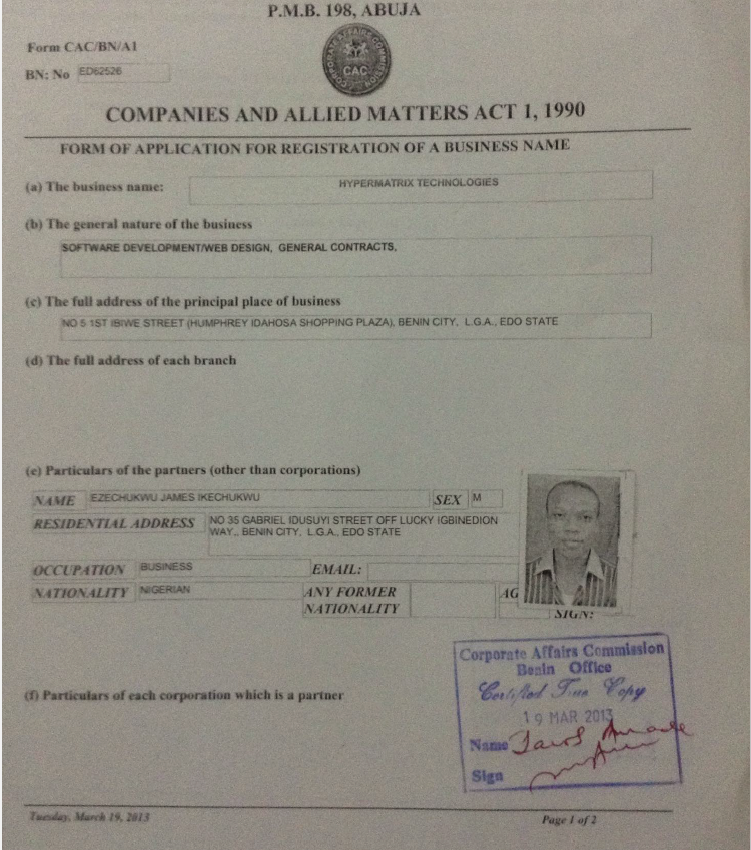 P.M.B. 198, ABUJA
Form CAC/BN/A1
BN: No ED62526
CORPORATE AFFAIRS COMMISSION
CAC
COMPANIES AND ALLIED MATTERS ACT 1, 1990
FORM OF APPLICATION FOR REGISTRATION OF A BUSINESS NAME
(a) The business name: HYPERMATRIX TECHNOLOGIES
(b) The general nature of the business
SOFTWARE DEVELOPMENT/WEB DESIGN, GENERAL CONTRACTS,
(c) The full address of the principal place of business
NO 5 1ST IBIWE STREET (HUMPHREY IDAHOSA SHOPPING PLAZA), BENIN CITY, L.G.A., EDO STATE
(d) The full address of each branch
(e) Particulars of the partners (other than corporations)
NAME EZECHUKWU JAMES IKECHUKWU SEX M
RESIDENTIAL ADDRESS NO 35 GABRIEL IDUSUYI STREET OFF LUCKY IGBINEDION
WAY., BENIN CITY, L.G.A., EDO STATE
OCCUPATION BUSINESS EMAIL:
NATIONALITY NIGERIAN ANY FORMER AG
NATIONALITY SIGN:
Corporate Affairs Commission
Benin Office
Certified True Copy
19 MAR 2013
Name
Sign
(f) Particulars of each corporation which is a partner
Tuesday, March 19, 2013 Page 1 of 2